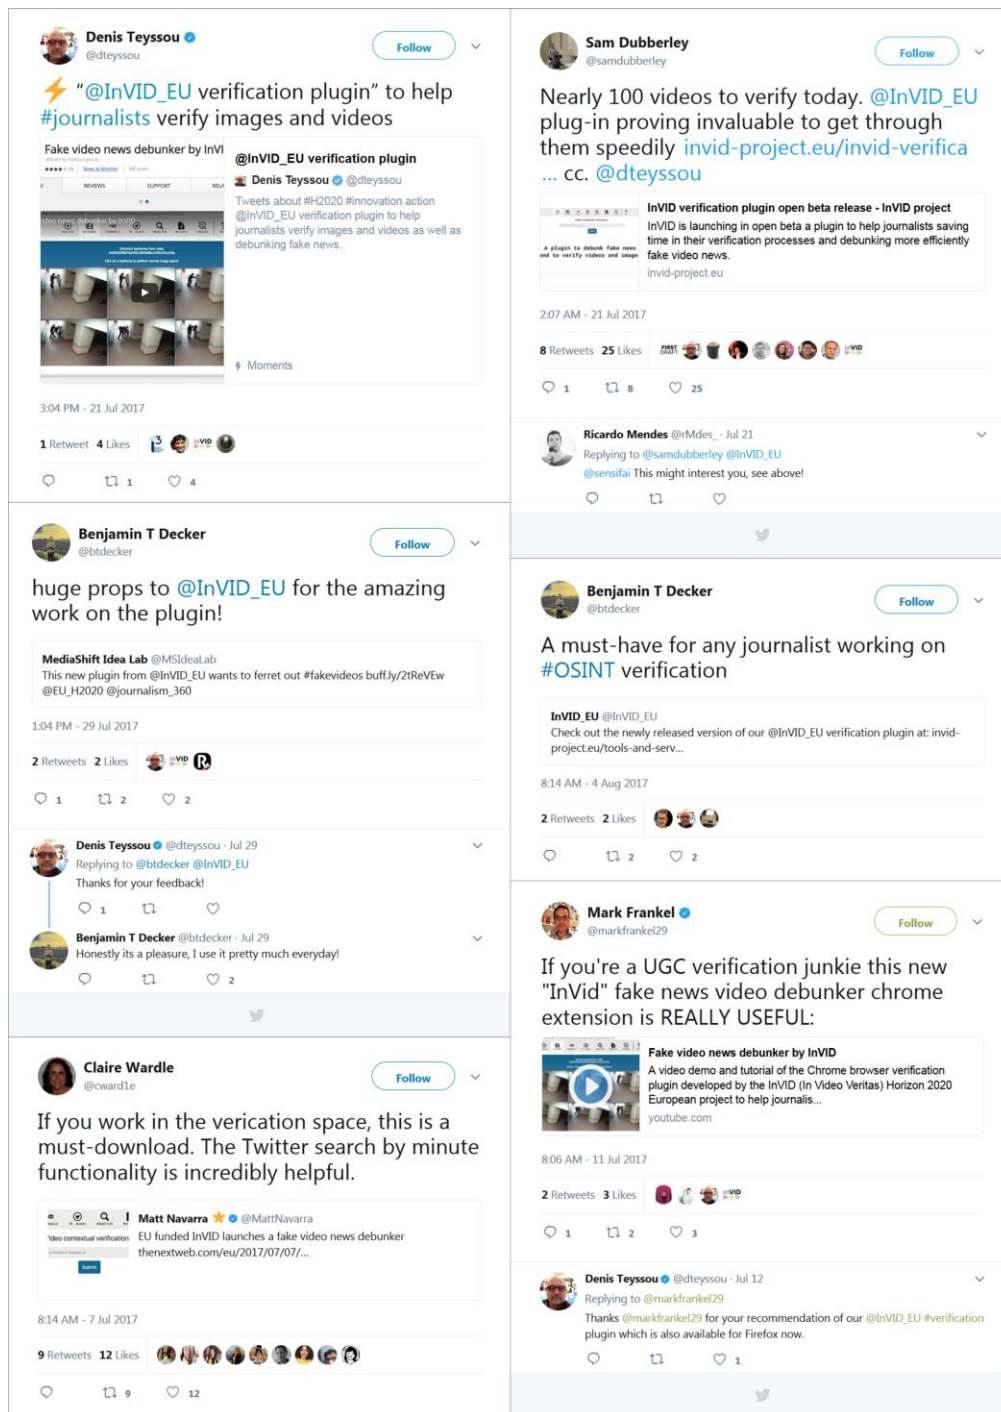 Denis Teyssou
@dteyssou
Follow
"@InVID_EU verification plugin" to help
#journalists verify images and videos
Fake video news debunker by InVI
REVIEWS
SUPPORT
@InVID_EU verification plugin
Denis Teyssou @dteyssou
Tweets about #H2020 #innovation action
@InVID_EU verification plugin to help
journalists verify images and videos as well as
debunking fake news.
Moments
3:04 PM - 21 Jul 2017
1 Retweet 4 Likes
1 4
Benjamin T Decker
@btdecker
Follow
huge props to @InVID_EU for the amazing
work on the plugin!
MediaShift Idea Lab @MSIdeaLab
This new plugin from @InVID_EU wants to ferret out #fakevideos buff.ly/2tReVEw
@EU_H2020 @journalism_360
1:04 PM - 29 Jul 2017
2 Retweets 2 Likes
1 2 2
Denis Teyssou @dteyssou · Jul 29
Replying to @btdecker @InVID_EU
Thanks for your feedback!
1
Benjamin T Decker @btdecker · Jul 29
Honestly its a pleasure, I use it pretty much everyday!
2
Claire Wardle
@cward1e
Follow
If you work in the verication space, this is a
must-download. The Twitter search by minute
functionality is incredibly helpful.
Video contextual verification
Submit
Matt Navarra @MattNavarra
EU funded InVID launches a fake video news debunker
thenextweb.com/eu/2017/07/07/...
8:14 AM - 7 Jul 2017
9 Retweets 12 Likes
9 12
Sam Dubberley
@samdubberley
Follow
Nearly 100 videos to verify today. @InVID_EU
plug-in proving invaluable to get through
them speedily invid-project.eu/invid-verifica
... cc. @dteyssou
A plugin to debunk fake news
and to verify videos and image
InVID verification plugin open beta release - InVID project
InVID is launching in open beta a plugin to help journalists saving
time in their verification processes and debunking more efficiently
fake video news.
invid-project.eu
2:07 AM - 21 Jul 2017
8 Retweets 25 Likes
FIRST DRAFT
InVID
1 8 25
Ricardo Mendes @rMdes_ · Jul 21
Replying to @samdubberley @InVID_EU
@sensifai This might interest you, see above!
Benjamin T Decker
@btdecker
Follow
A must-have for any journalist working on
#OSINT verification
InVID_EU @InVID_EU
Check out the newly released version of our @InVID_EU verification plugin at: invid-
project.eu/tools-and-serv...
8:14 AM - 4 Aug 2017
2 Retweets 2 Likes
2 2
Mark Frankel
@markfrankel29
Follow
If you're a UGC verification junkie this new
"InVid" fake news video debunker chrome
extension is REALLY USEFUL:
Fake video news debunker by InVID
A video demo and tutorial of the Chrome browser verification
plugin developed by the InVID (In Video Veritas) Horizon 2020
European project to help journalis...
youtube.com
8:06 AM - 11 Jul 2017
2 Retweets 3 Likes
InVID
1 2 3
Denis Teyssou @dteyssou · Jul 12
Replying to @markfrankel29
Thanks @markfrankel29 for your recommendation of our @InVID_EU #verification
plugin which is also available for Firefox now.
1